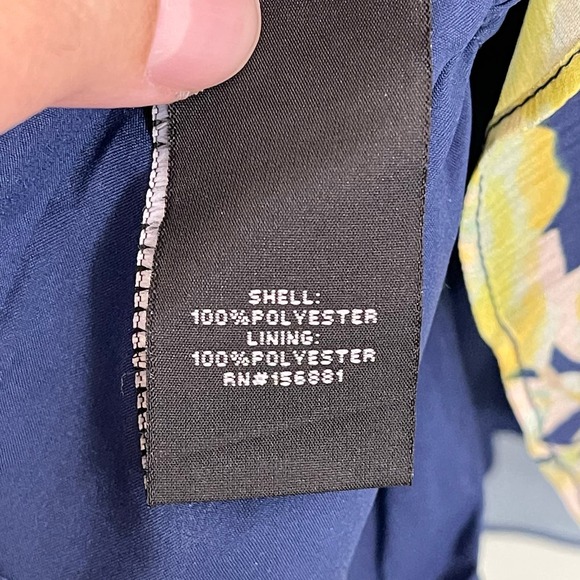 SHELL:
100%POLYESTER
LINING:
100%POLYESTER
RN#156881